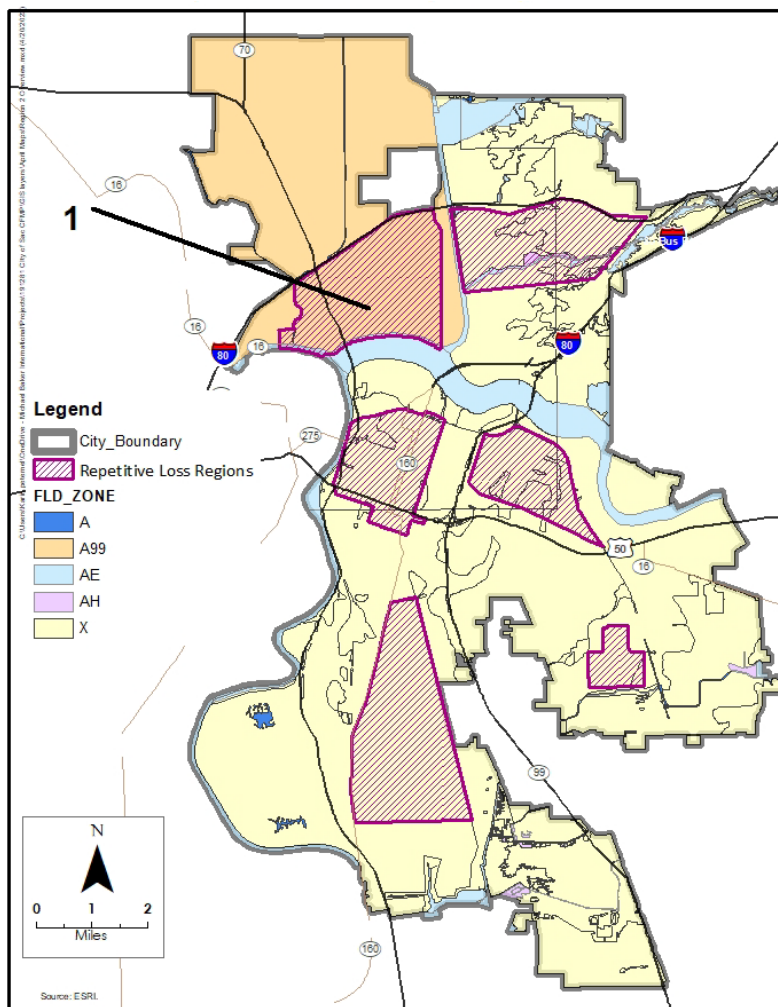 70
16
1
Bus
16
80
16
80
Legend
City_Boundary
Repetitive Loss Regions
FLD_ZONE
A
A99
AE
AH
X
275
160
50
16
99
N
0 1 2
Miles
160
Source: ESRI.